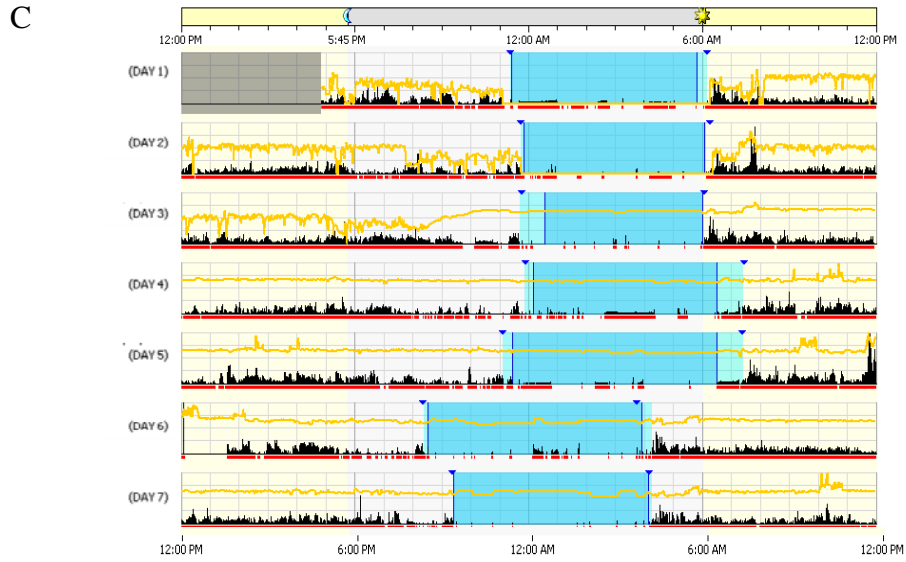 C
12:00 PM 5:45 PM 12:00 AM 6:00 AM 12:00 PM
(DAY 1)
(DAY 2)
(DAY 3)
(DAY 4)
(DAY 5)
(DAY 6)
(DAY 7)
12:00 PM 6:00 PM 12:00 AM 6:00 AM 12:00 PM